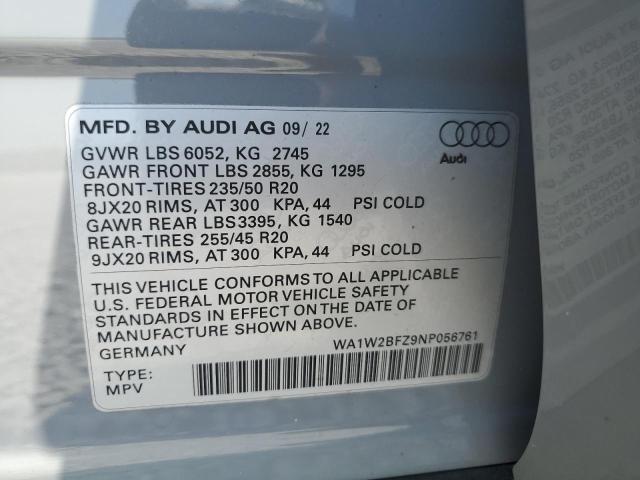 MFD. BY AUDI AG 09/ 22
Audi
GVWR LBS 6052, KG 2745
GAWR FRONT LBS 2855, KG 1295
FRONT-TIRES 235/50 R20
8JX20 RIMS, AT 300 KPA, 44 PSI COLD
GAWR REAR LBS3395, KG 1540
REAR-TIRES 255/45 R20
9JX20 RIMS, AT 300 KPA, 44 PSI COLD
THIS VEHICLE CONFORMS TO ALL APPLICABLE
U.S. FEDERAL MOTOR VEHICLE SAFETY
STANDARDS IN EFFECT ON THE DATE OF
MANUFACTURE SHOWN ABOVE.
GERMANY
WA1W2BFZ9NP056761
TYPE:
MPV